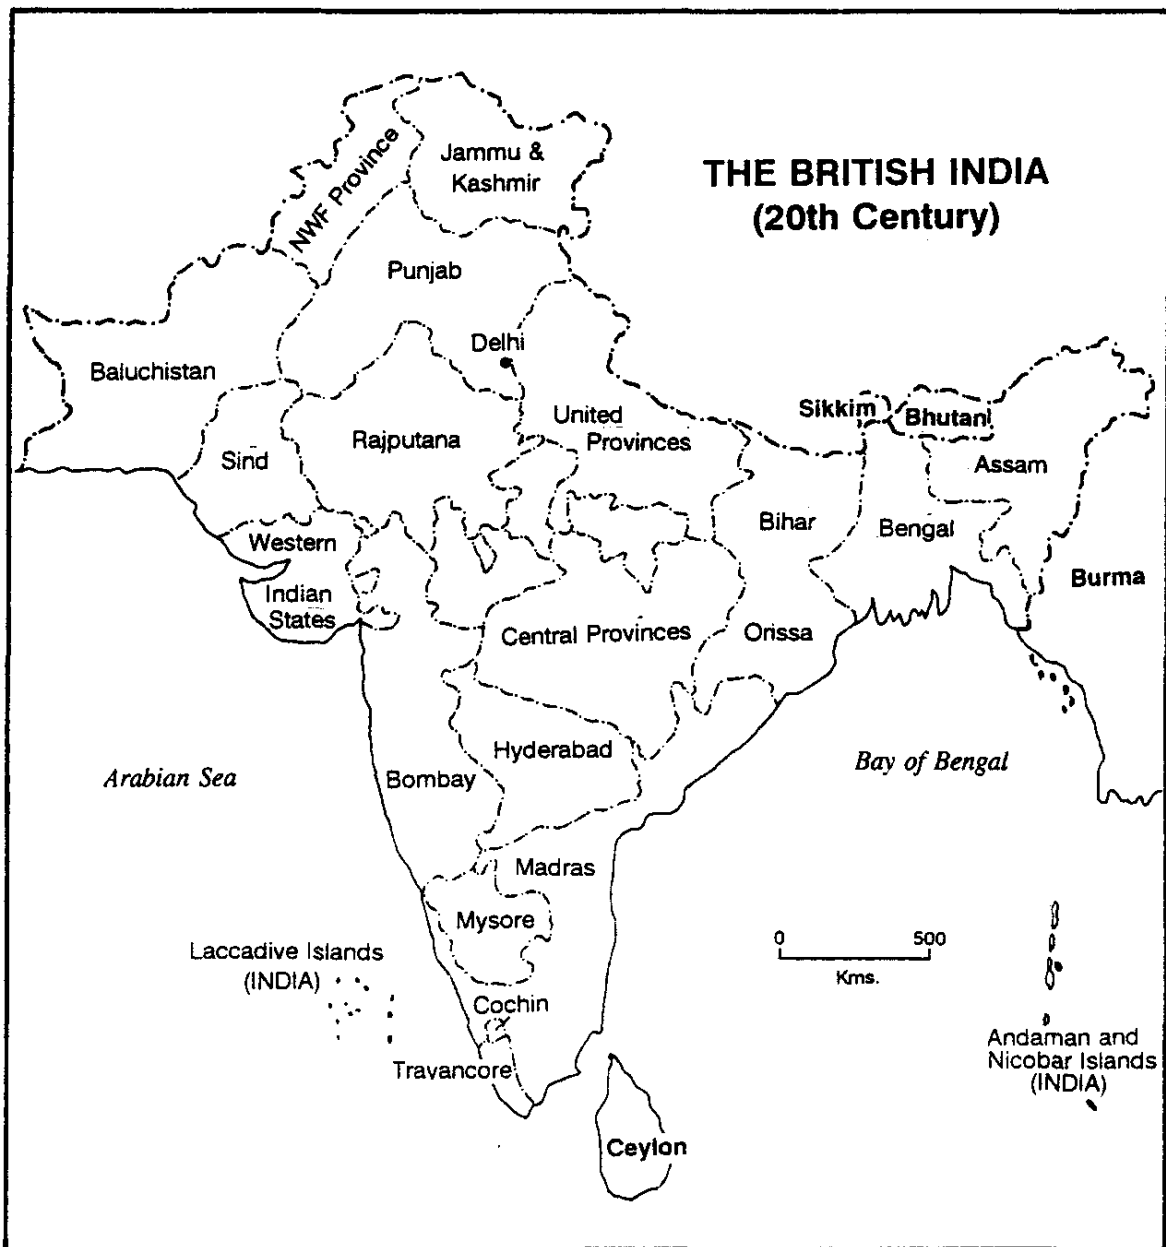 THE BRITISH INDIA
(20th Century)
Jammu &
Kashmir
NWF Province
Punjab
Delhi
Baluchistan
Sind
Rajputana
United
Provinces
Sikkim
Bhutan
Assam
Bihar
Bengal
Burma
Western
Indian
States
Central Provinces
Orissa
Hyderabad
Bombay
Arabian Sea
Bay of Bengal
Madras
Mysore
Laccadive Islands
(INDIA)
Cochin
Travancore
0 500
Kms.
Andaman and
Nicobar Islands
(INDIA)
Ceylon